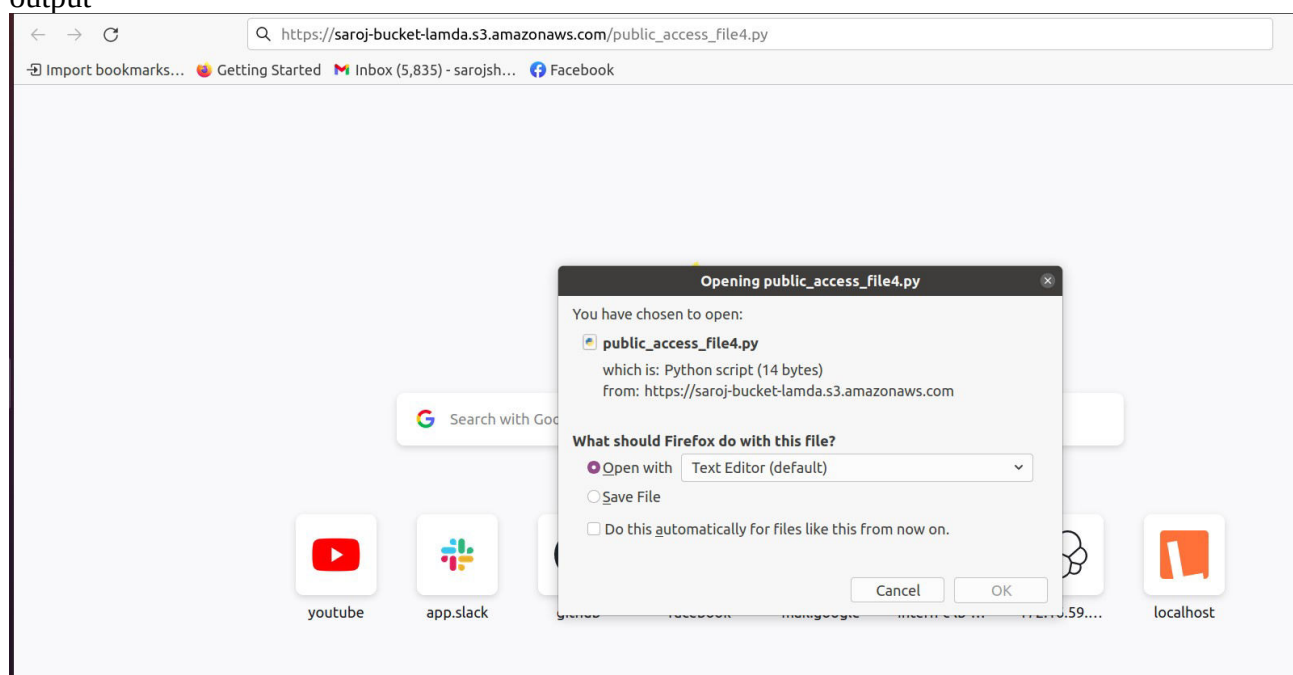 output
https://saroj-bucket-lamda.s3.amazonaws.com/public_access_file4.py
Import bookmarks... Getting Started Inbox (5,835) - sarojsh... Facebook
Opening public_access_file4.py
You have chosen to open:
public_access_file4.py
which is: Python script (14 bytes)
from: https://saroj-bucket-lamda.s3.amazonaws.com
Search with Goo
What should Firefox do with this file?
Open with Text Editor (default)
Save File
Do this automatically for files like this from now on.
Cancel OK
youtube app.slack localhost